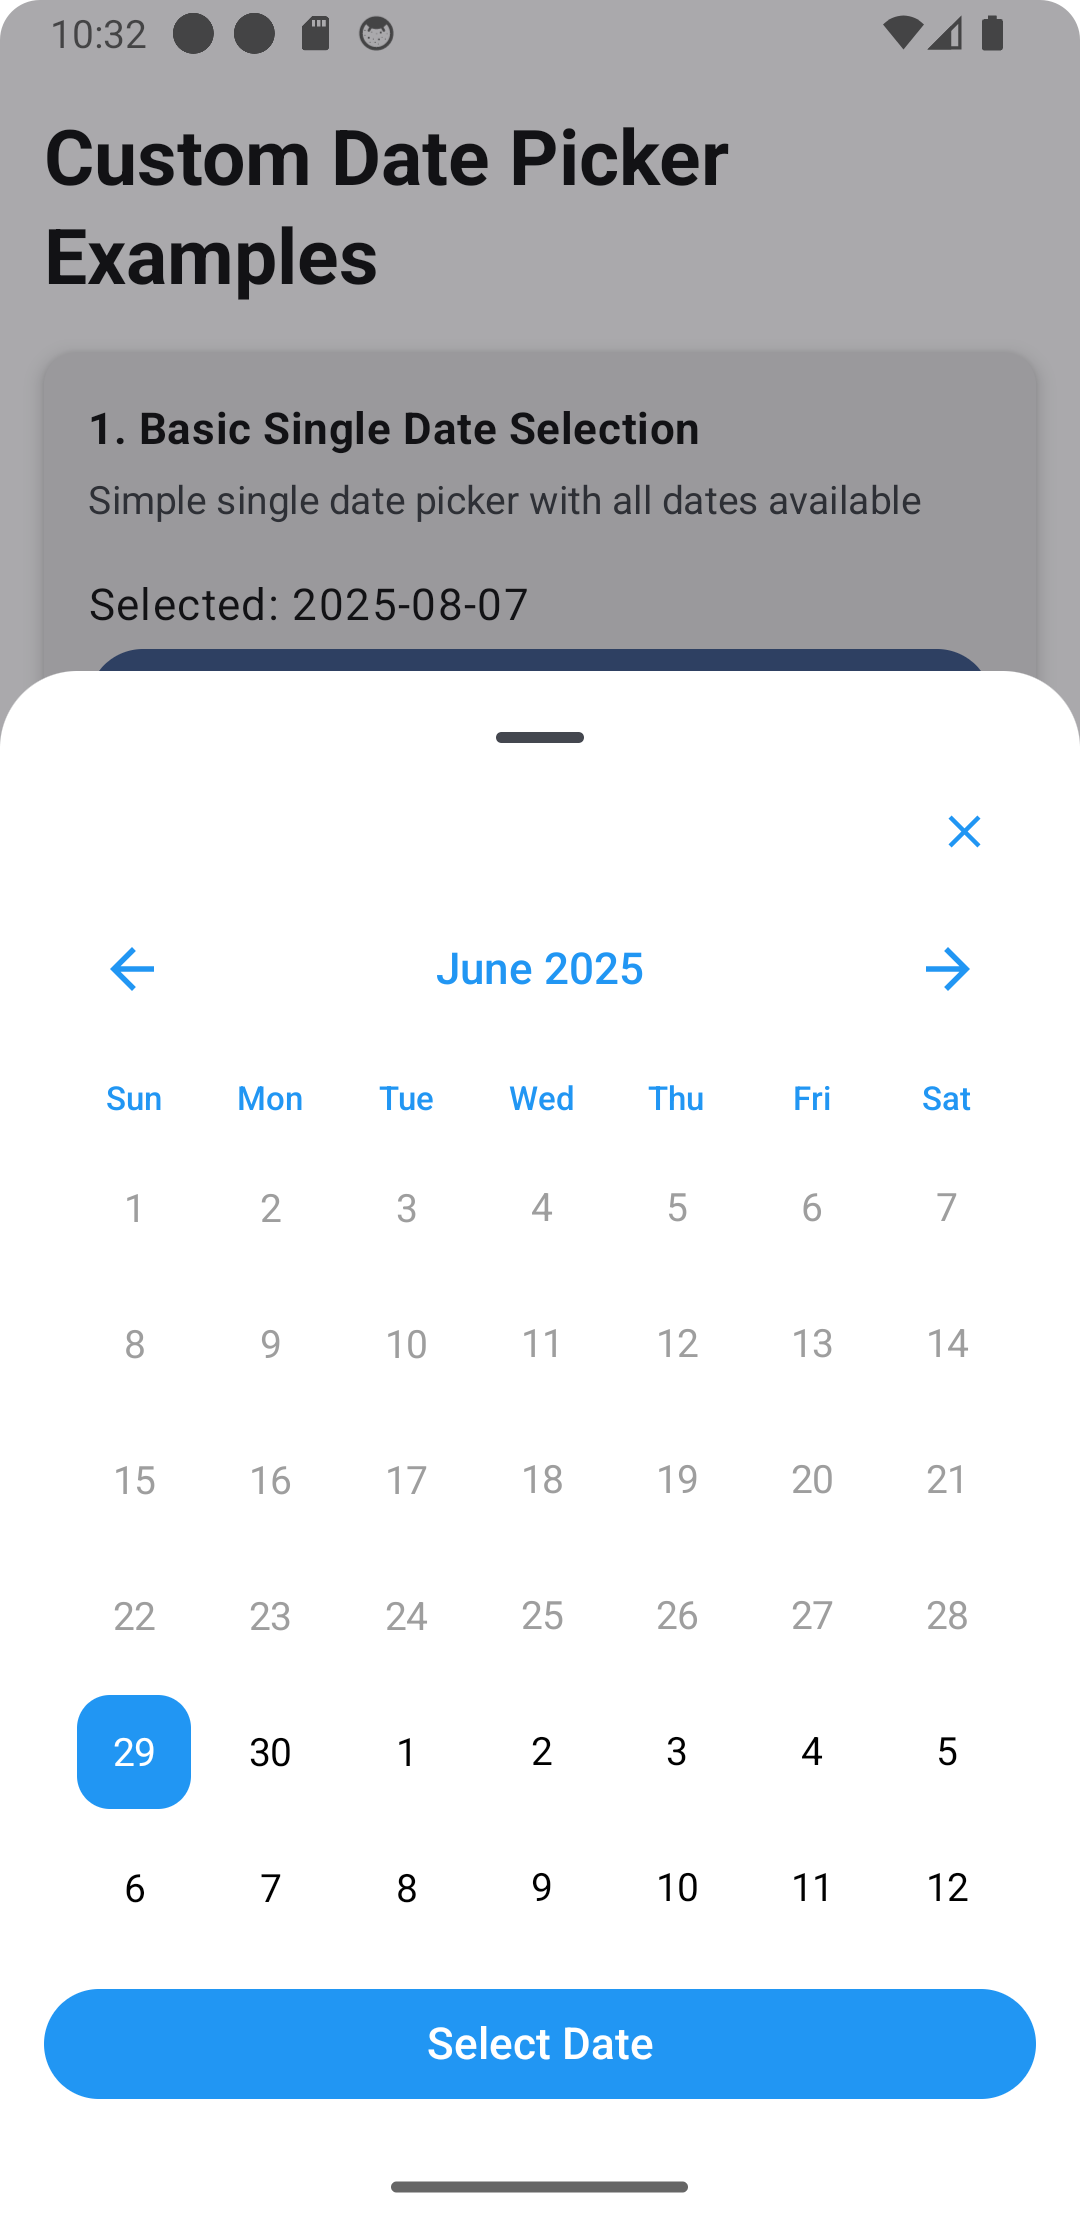 10:32
Custom Date Picker
Examples
1. Basic Single Date Selection
Simple single date picker with all dates available
Selected: 2025-08-07
June 2025
Sun Mon Tue Wed Thu Fri Sat
1 2 3 4 5 6 7
8 9 10 11 12 13 14
15 16 17 18 19 20 21
22 23 24 25 26 27 28
29 30 1 2 3 4 5
6 7 8 9 10 11 12
Select Date